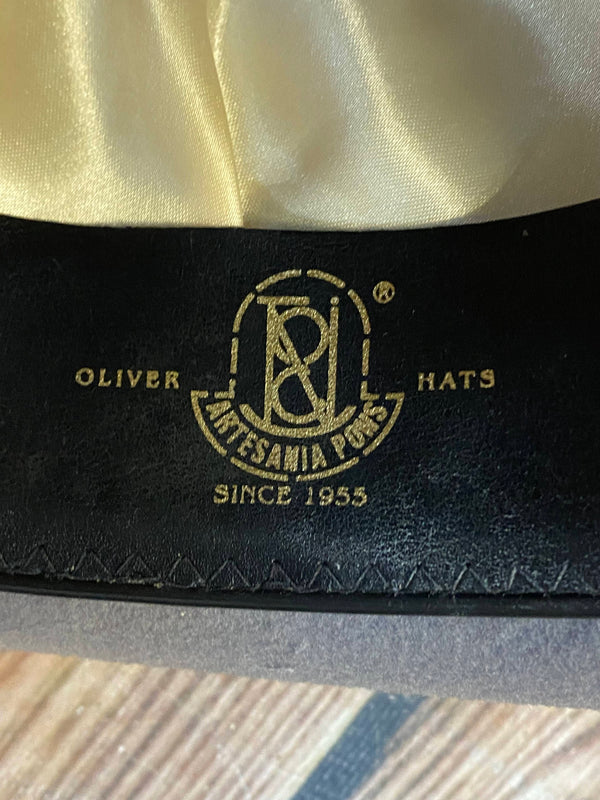 ®
OLIVER HATS
ARTESANIA PONS
SINCE 1955